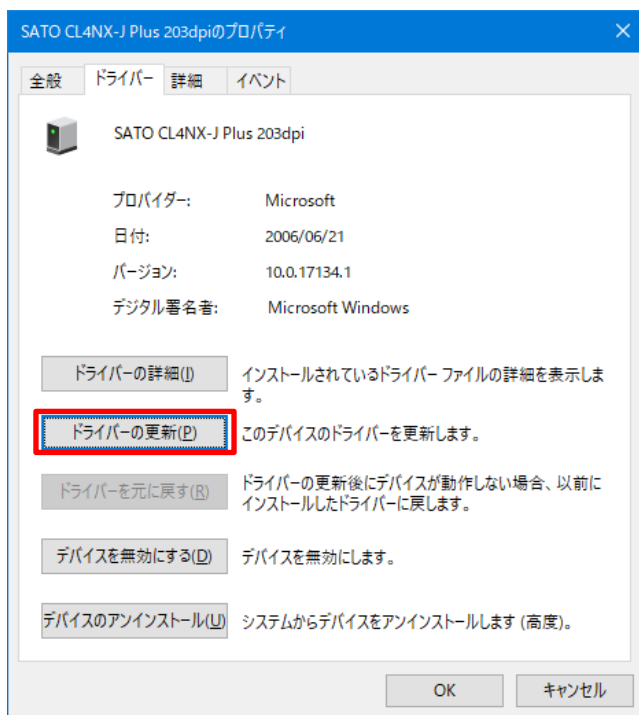 SATO CL4NX-J Plus 203dpiのプロパティ
全般 ドライバー 詳細 イベント
SATO CL4NX-J Plus 203dpi
プロバイダー: Microsoft
日付: 2006/06/21
バージョン: 10.0.17134.1
デジタル署名者: Microsoft Windows
ドライバーの詳細(I) インストールされているドライバー ファイルの詳細を表示しま
す。
ドライバーの更新(P) このデバイスのドライバーを更新します。
ドライバーを元に戻す(R) ドライバーの更新後にデバイスが動作しない場合、以前に
インストールしたドライバーに戻します。
デバイスを無効にする(D) デバイスを無効にします。
デバイスのアンインストール(U) システムからデバイスをアンインストールします (高度)。
OK キャンセル